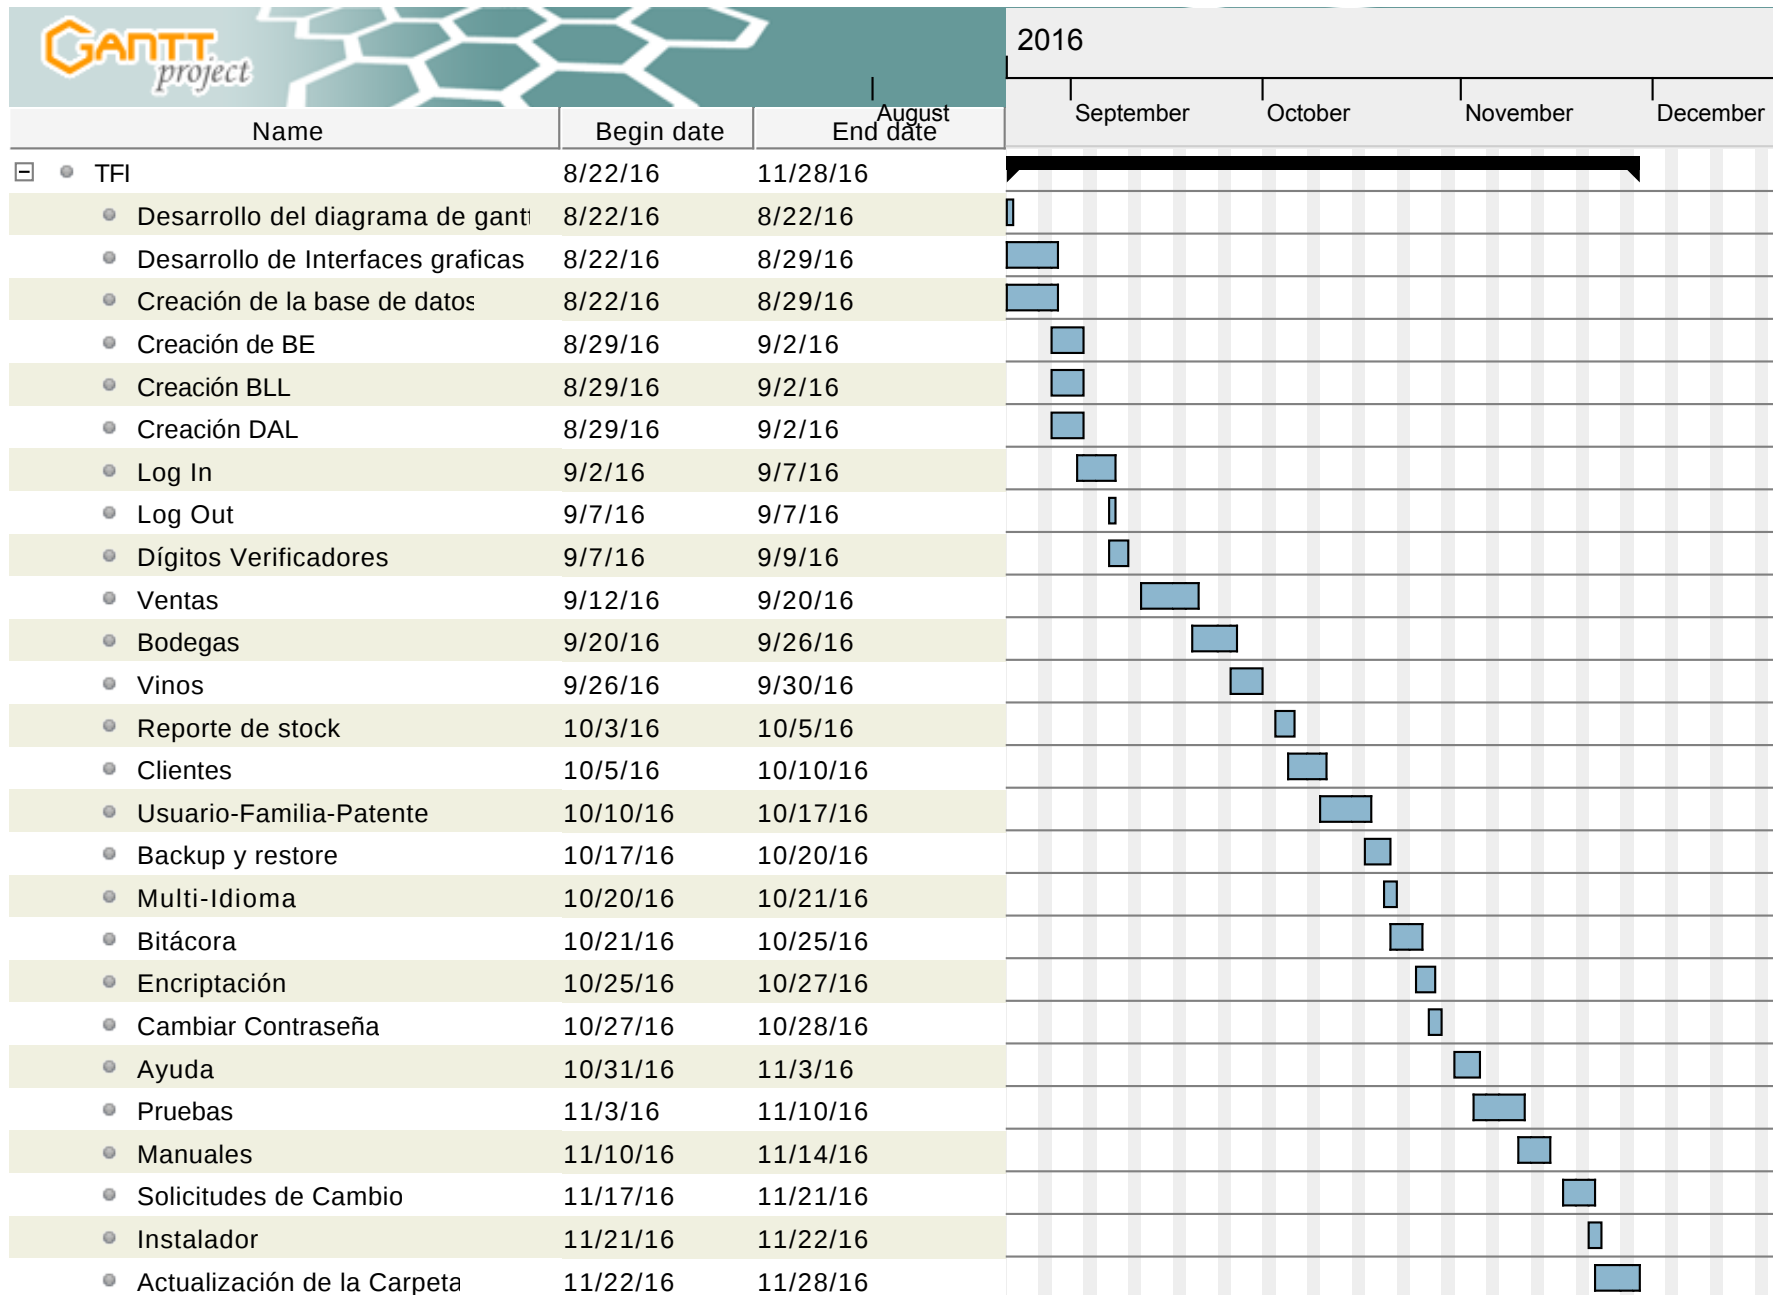 GANTT
project
2016
August September October November December
Name Begin date End date
TFI 8/22/16 11/28/16
Desarrollo del diagrama de gantt 8/22/16 8/22/16
Desarrollo de Interfaces graficas 8/22/16 8/29/16
Creación de la base de datos 8/22/16 8/29/16
Creación de BE 8/29/16 9/2/16
Creación BLL 8/29/16 9/2/16
Creación DAL 8/29/16 9/2/16
Log In 9/2/16 9/7/16
Log Out 9/7/16 9/7/16
Dígitos Verificadores 9/7/16 9/9/16
Ventas 9/12/16 9/20/16
Bodegas 9/20/16 9/26/16
Vinos 9/26/16 9/30/16
Reporte de stock 10/3/16 10/5/16
Clientes 10/5/16 10/10/16
Usuario-Familia-Patente 10/10/16 10/17/16
Backup y restore 10/17/16 10/20/16
Multi-Idioma 10/20/16 10/21/16
Bitácora 10/21/16 10/25/16
Encriptación 10/25/16 10/27/16
Cambiar Contraseña 10/27/16 10/28/16
Ayuda 10/31/16 11/3/16
Pruebas 11/3/16 11/10/16
Manuales 11/10/16 11/14/16
Solicitudes de Cambio 11/17/16 11/21/16
Instalador 11/21/16 11/22/16
Actualización de la Carpeta 11/22/16 11/28/16